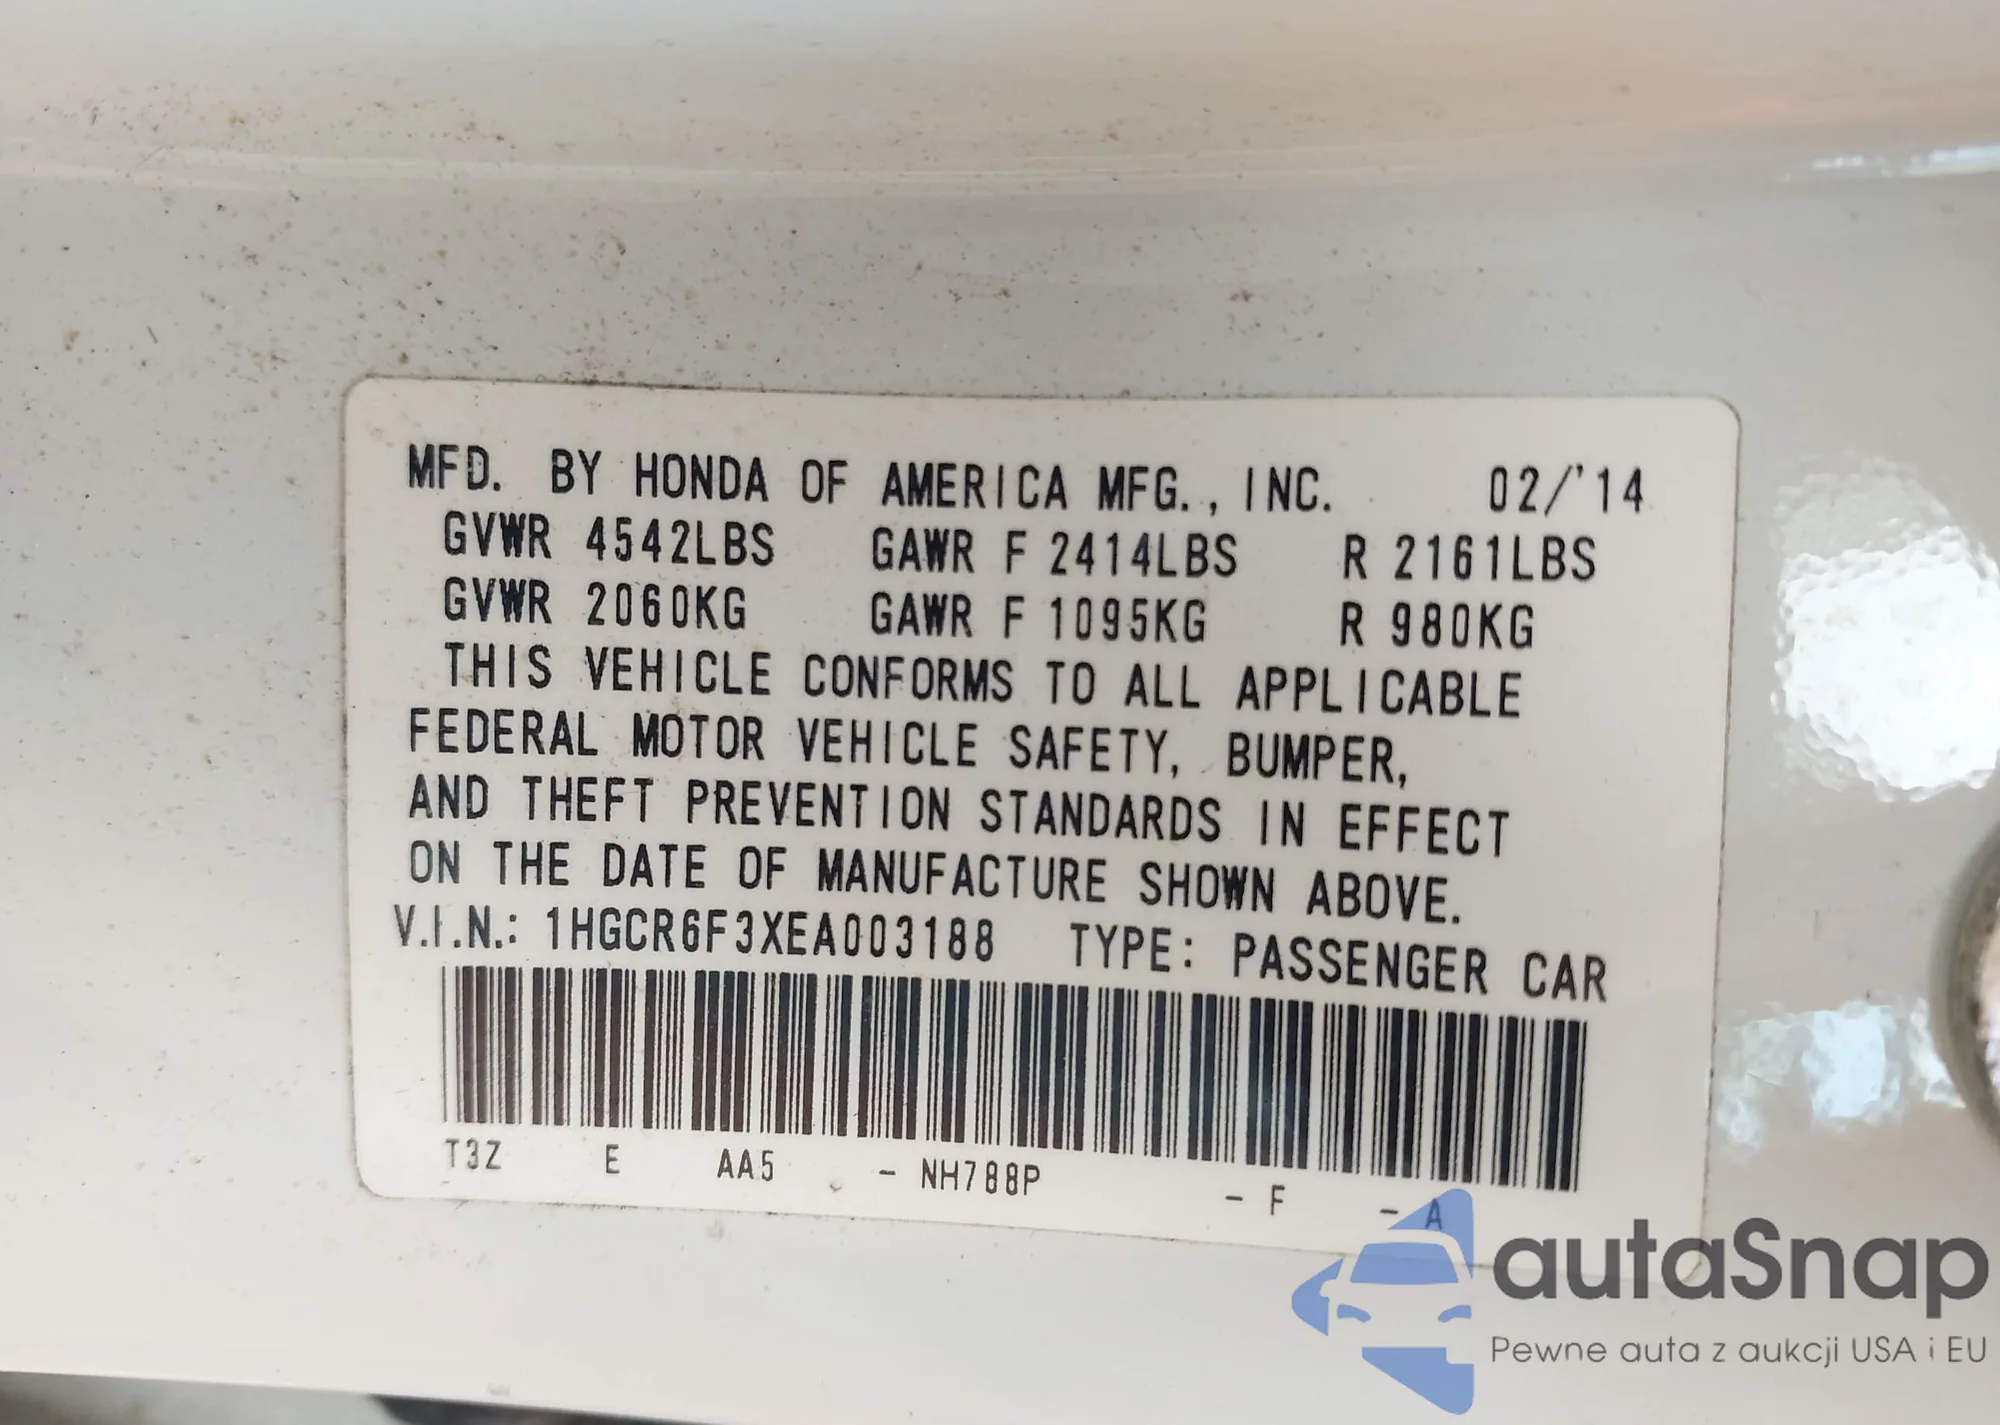 MFD. BY HONDA OF AMERICA MFG., INC. 02/'14
GVWR 4542LBS GAWR F 2414LBS R 2161LBS
GVWR 2060KG GAWR F 1095KG R 980KG
THIS VEHICLE CONFORMS TO ALL APPLICABLE
FEDERAL MOTOR VEHICLE SAFETY, BUMPER,
AND THEFT PREVENTION STANDARDS IN EFFECT
ON THE DATE OF MANUFACTURE SHOWN ABOVE.
V.I.N.: 1HGCR6F3XEA003188 TYPE: PASSENGER CAR
T3Z E AA5 - NH788P - F - A
autaSnap
Pewne auta z aukcji USA i EU